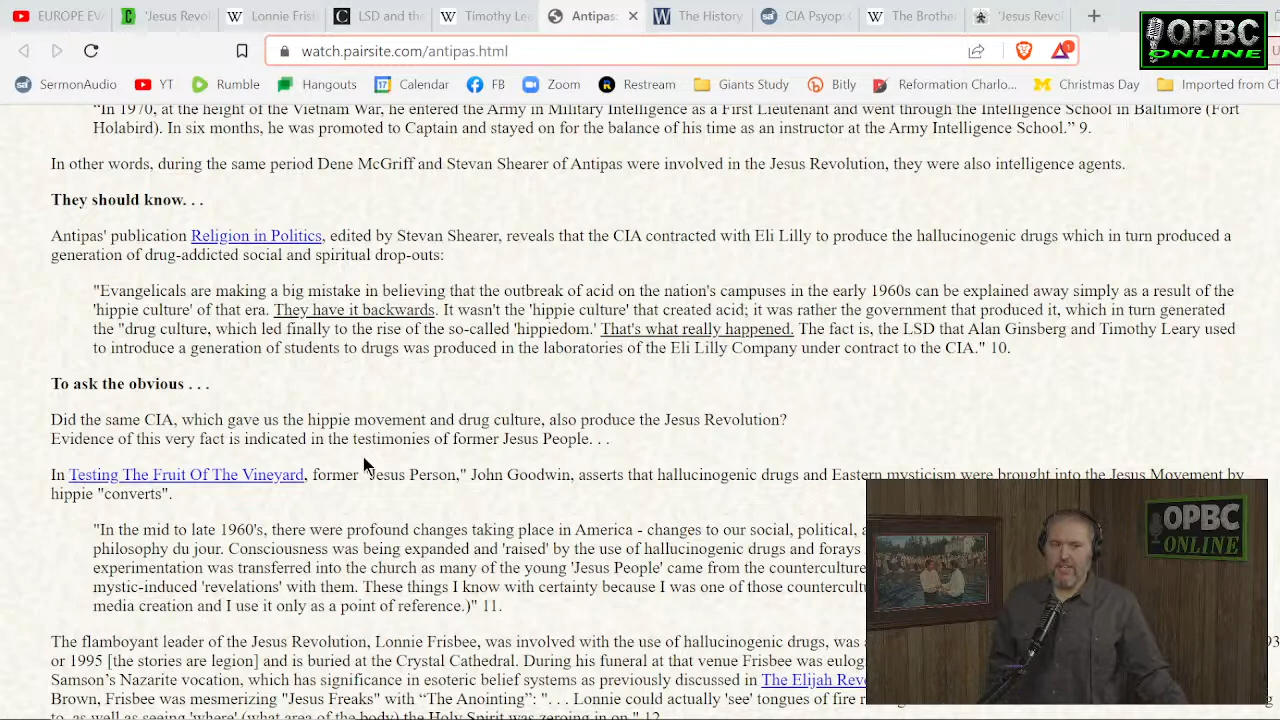 EUROPE EV
'Jesus Revol
Lonnie Frist
LSD and the
Antipas:
The History
CIA Psyops
The Brothe
'Jesus Revol
watch.pairsite.com/antipas.html
1
OPBC
ONLINE
SermonAudio
YT
Rumble
Hangouts
17
Calendar
FB
Zoom
Restream
Giants Study
Bitly
Reformation Charlo...
Christmas Day
Imported from C
"In 1970, at the height of the Vietnam War, he entered the Army in Military Intelligence as a First Lieutenant and went through the Intelligence School in Baltimore (Fort
Holabird). In six months, he was promoted to Captain and stayed on for the balance of his time as an instructor at the Army Intelligence School." 9.
In other words, during the same period Dene McGriff and Stevan Shearer of Antipas were involved in the Jesus Revolution, they were also intelligence agents.
They should know. . .
Antipas' publication Religion in Politics, edited by Stevan Shearer, reveals that the CIA contracted with Eli Lilly to produce the hallucinogenic drugs which in turn produced a
generation of drug-addicted social and spiritual drop-outs:
"Evangelicals are making a big mistake in believing that the outbreak of acid on the nation's campuses in the early 1960s can be explained away simply as a result of the
'hippie culture' of that era. They have it backwards. It wasn't the 'hippie culture' that created acid; it was rather the government that produced it, which in turn generated
the "drug culture, which led finally to the rise of the so-called 'hippiedom.' That's what really happened. The fact is, the LSD that Alan Ginsberg and Timothy Leary used
to introduce a generation of students to drugs was produced in the laboratories of the Eli Lilly Company under contract to the CIA." 10.
To ask the obvious . . .
Did the same CIA, which gave us the hippie movement and drug culture, also produce the Jesus Revolution?
Evidence of this very fact is indicated in the testimonies of former Jesus People. . .
In Testing The Fruit Of The Vineyard, former "Jesus Person," John Goodwin, asserts that hallucinogenic drugs and Eastern mysticism were brought into the Jesus Movement by
hippie "converts".
"In the mid to late 1960's, there were profound changes taking place in America - changes to our social, political, a
philosophy du jour. Consciousness was being expanded and 'raised' by the use of hallucinogenic drugs and forays
experimentation was transferred into the church as many of the young 'Jesus People' came from the counterculture
mystic-induced 'revelations' with them. These things I know with certainty because I was one of those countercult
media creation and I use it only as a point of reference.)" 11.
The flamboyant leader of the Jesus Revolution, Lonnie Frisbee, was involved with the use of hallucinogenic drugs, was
or 1995 [the stories are legion] and is buried at the Crystal Cathedral. During his funeral at that venue Frisbee was eulog
Samson's Nazarite vocation, which has significance in esoteric belief systems as previously discussed in The Elijah Rev
Brown, Frisbee was mesmerizing "Jesus Freaks" with "The Anointing": ". . Lonnie could actually 'see' tongues of fire
to, as well as seeing 'where' (what area of the body) the Holy Spirit was zeroing in on." 12
OPBC
ONLINE